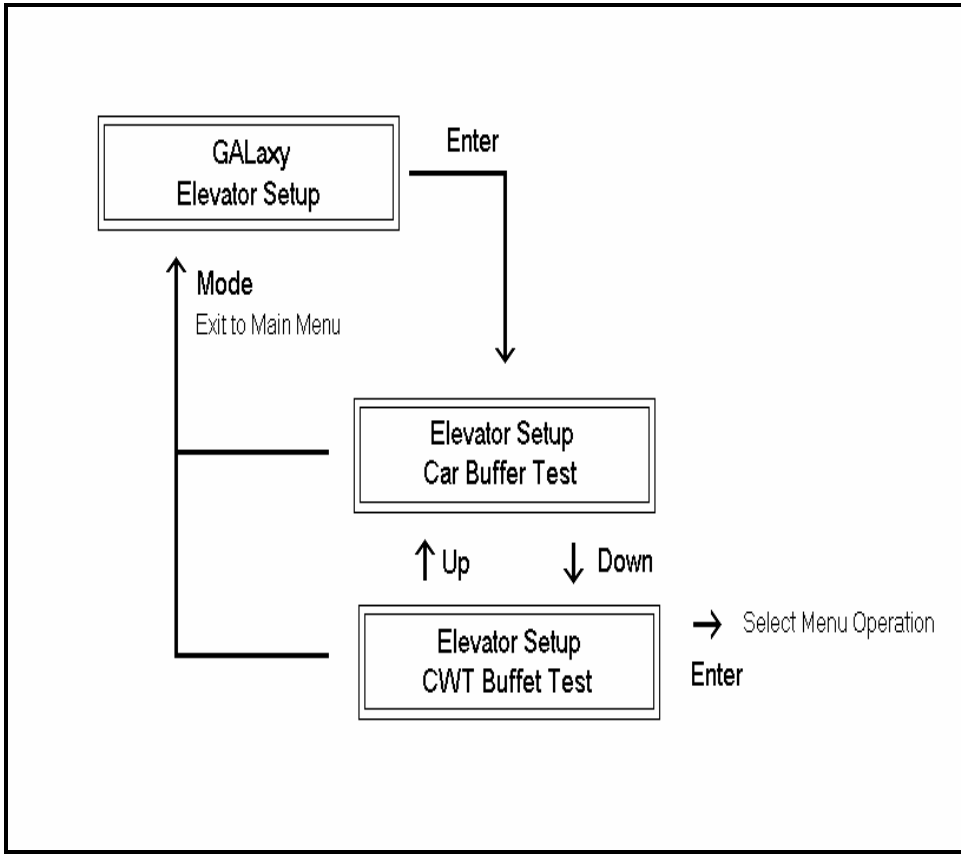 GALaxy
Elevator Setup
Enter
Mode
Exit to Main Menu
Elevator Setup
Car Buffer Test
Up
Down
Elevator Setup
CWT Buffet Test
Select Menu Operation
Enter